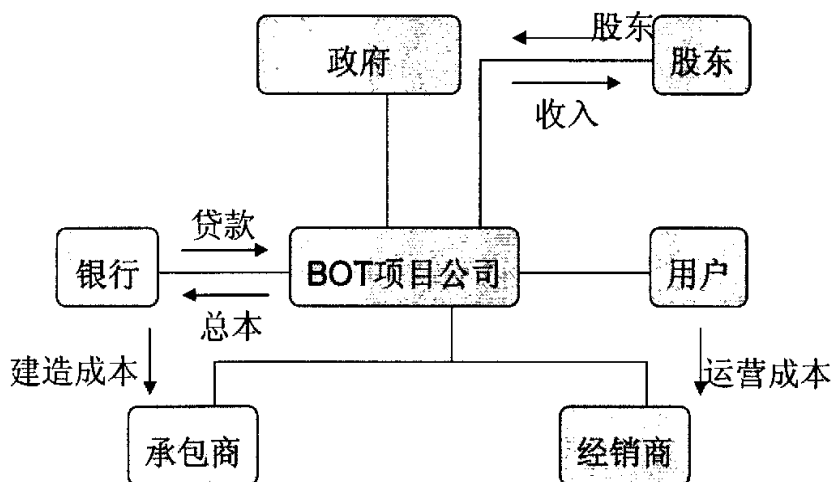 股东
政府
股东
收入
贷款
银行
BOT项目公司
用户
总本
建造成本
运营成本
承包商
经销商